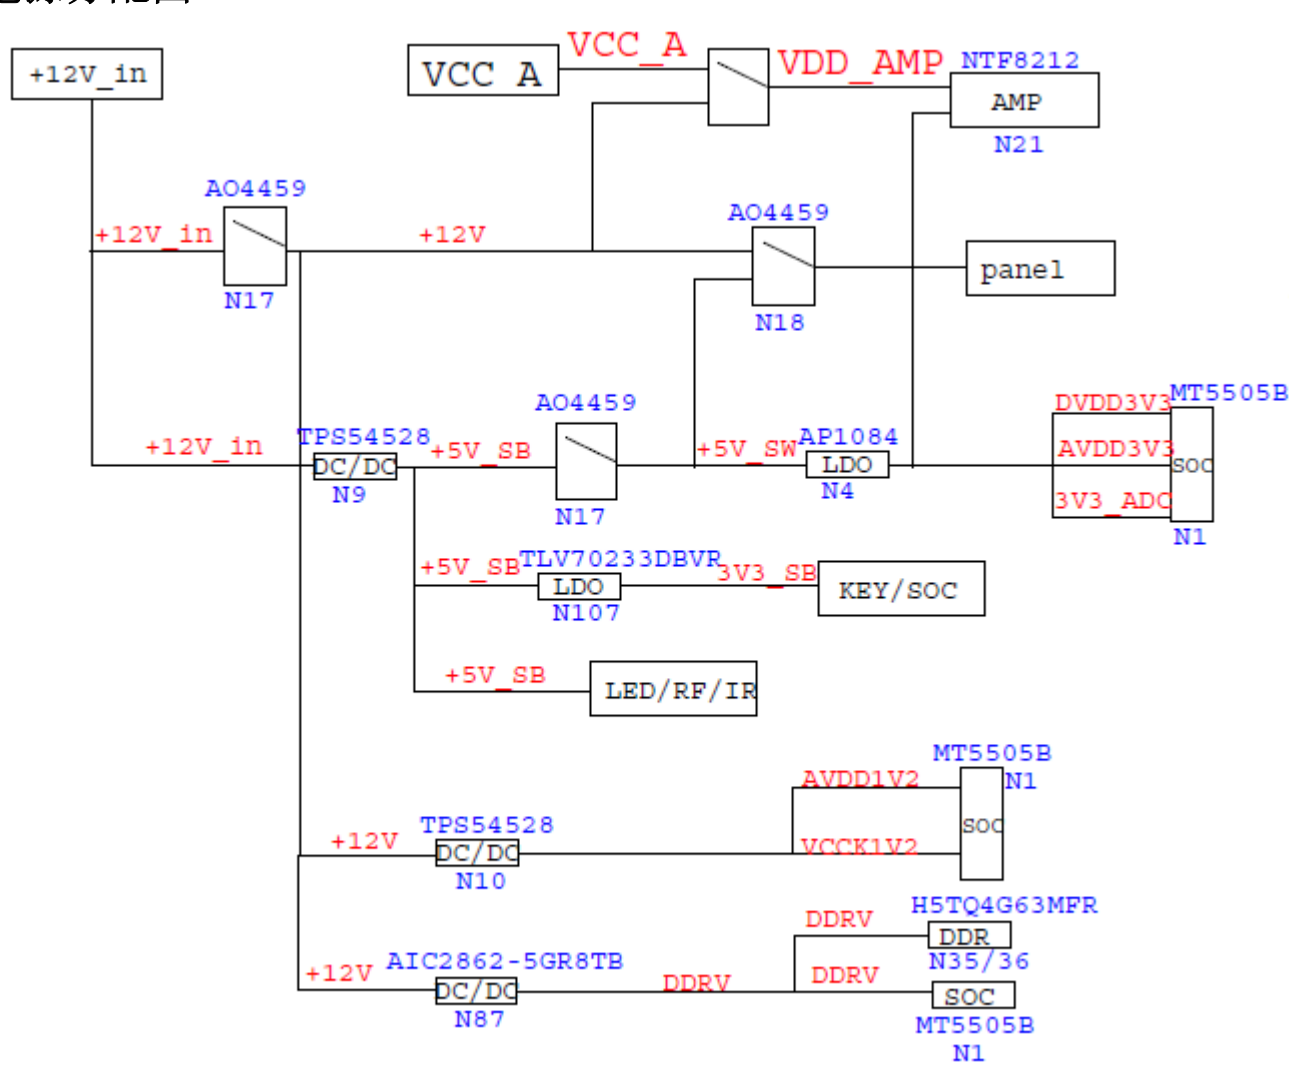 +12V_in
VCC A
VCC_A
VDD_AMP
NTF8212
AMP
N21
AO4459
+12V_in
N17
+12V
AO4459
N18
panel
+12V_in
TPS54528
DC/DC
N9
+5V_SB
AO4459
N17
+5V_SW
AP1084
LDO
N4
DVDD3V3
AVDD3V3
3V3_ADC
MT5505B
SOC
N1
+5V_SB
TLV70233DBVR
LDO
N107
3V3_SB
KEY/SOC
+5V_SB
LED/RF/IR
+12V
TPS54528
DC/DC
N10
AVDD1V2
VCCK1V2
MT5505B
N1
SOC
+12V
AIC2862-5GR8TB
DC/DC
N87
DDRV
DDRV
H5TQ4G63MFR
DDR
N35/36
DDRV
SOC
MT5505B
N1